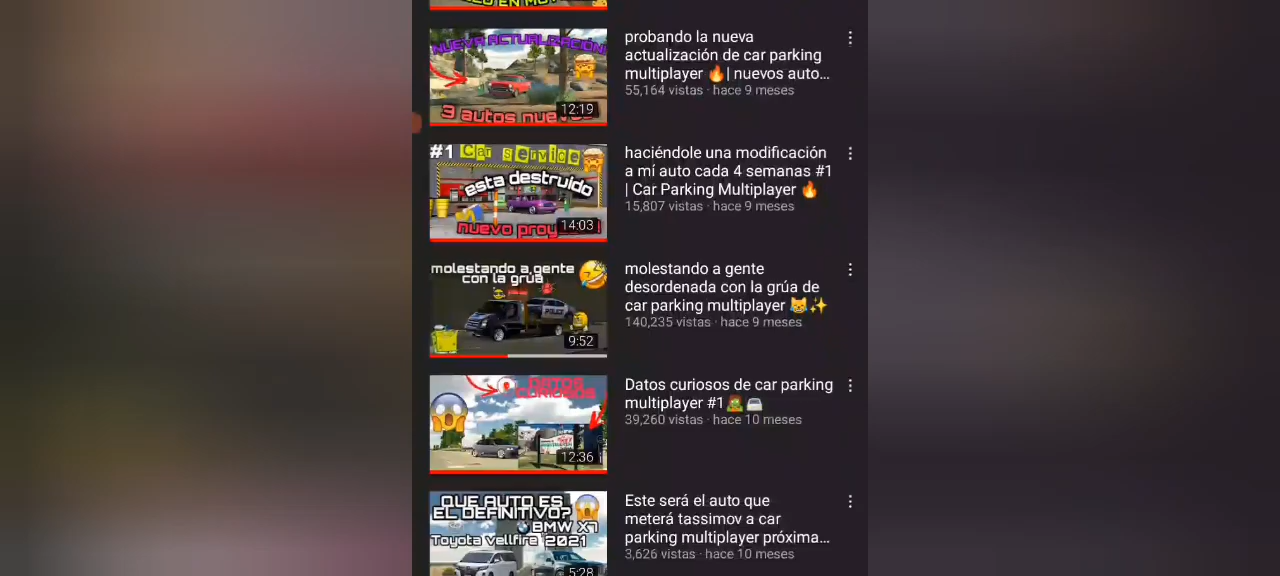 NUEVA ACTUALIZACIÓN!
3 autos nuevos
12:19
probando la nueva
actualización de car parking
multiplayer 🔥| nuevos auto...
55,164 vistas · hace 9 meses
#1 Car service
esta destruido
nuevo proy
14:03
haciéndole una modificación
a mí auto cada 4 semanas #1
| Car Parking Multiplayer 🔥
15,807 vistas · hace 9 meses
molestando a gente
con la grúa
POLICE
9:52
molestando a gente
desordenada con la grúa de
car parking multiplayer 😹✨
140,235 vistas · hace 9 meses
DATOS
CURIOSOS
12:36
Datos curiosos de car parking
multiplayer #1🧟🚘
39,260 vistas · hace 10 meses
QUE AUTO ES
EL DEFINITIVO?
BMW X7
Toyota Vellfire 2021
5:28
Este será el auto que
meterá tassimov a car
parking multiplayer próxima...
3,626 vistas · hace 10 meses